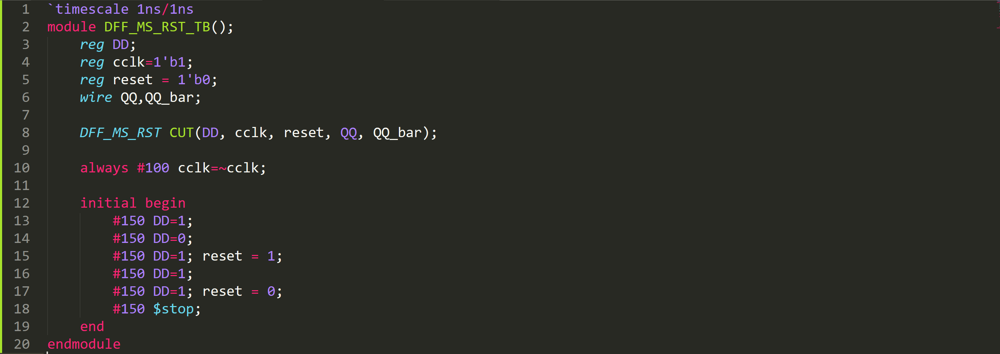 1 `timescale 1ns/1ns
2 module DFF_MS_RST_TB();
3 reg DD;
4 reg cclk=1'b1;
5 reg reset = 1'b0;
6 wire QQ,QQ_bar;
7
8 DFF_MS_RST CUT(DD, cclk, reset, QQ, QQ_bar);
9
10 always #100 cclk=~cclk;
11
12 initial begin
13 #150 DD=1;
14 #150 DD=0;
15 #150 DD=1; reset = 1;
16 #150 DD=1;
17 #150 DD=1; reset = 0;
18 #150 $stop;
19 end
20 endmodule